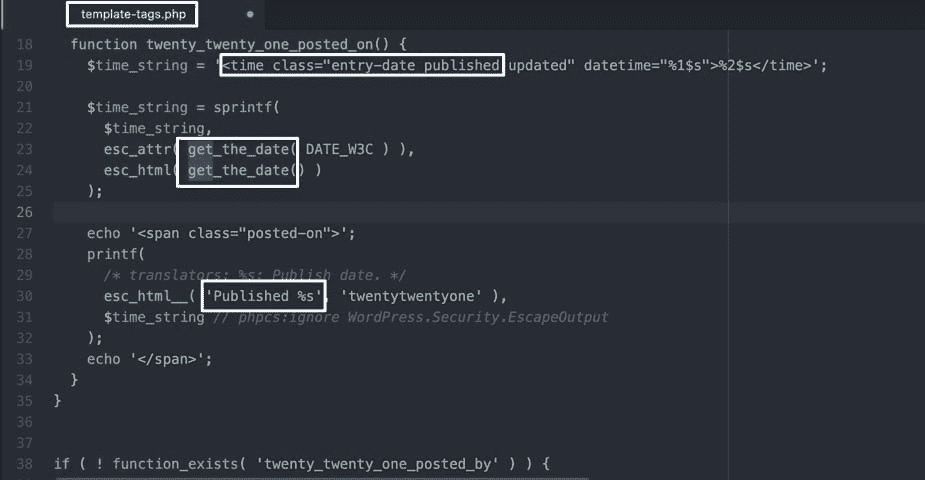 template-tags.php
18 function twenty_twenty_one_posted_on() {
19 $time_string = '<time class="entry-date published updated" datetime="%1$s">%2$s</time>';
20
21 $time_string = sprintf(
22 $time_string,
23 esc_attr( get_the_date( DATE_W3C ) ),
24 esc_html( get_the_date() )
25 );
26
27 echo '<span class="posted-on">';
28 printf(
29 /* translators: %s: Publish date. */
30 esc_html__( 'Published %s', 'twentytwentyone' ),
31 $time_string // phpcs:ignore WordPress.Security.EscapeOutput
32 );
33 echo '</span>';
34 }
35 }
36
37
38 if ( ! function_exists( 'twenty_twenty_one_posted_by' ) ) {